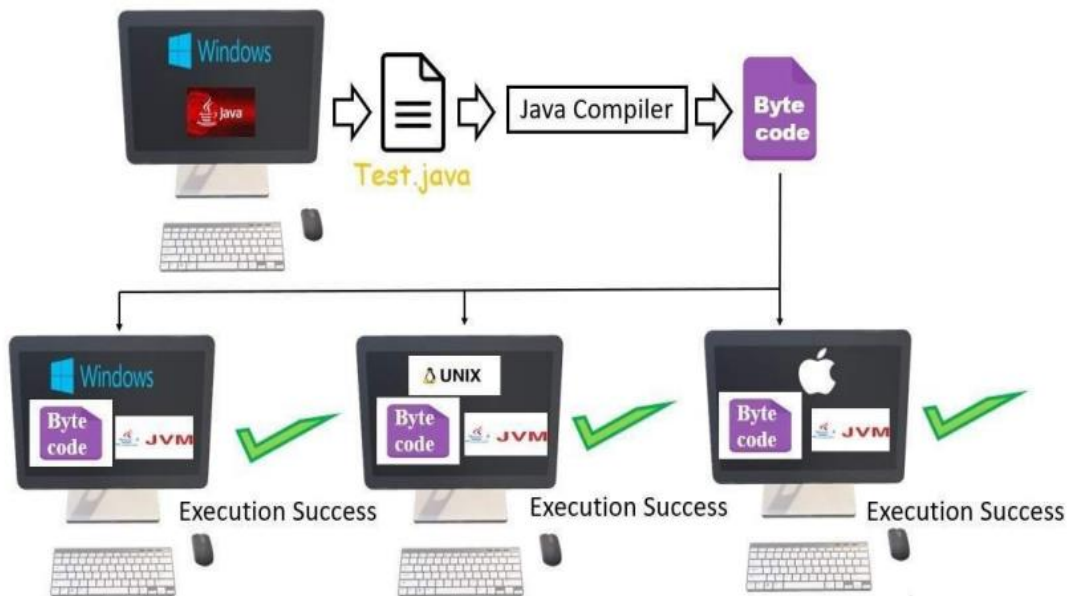 Windows
Java
Test.java
Java Compiler
Byte
code
Windows
Byte
code
JVM
Execution Success
UNIX
Byte
code
JVM
Execution Success
Byte
code
JVM
Execution Success